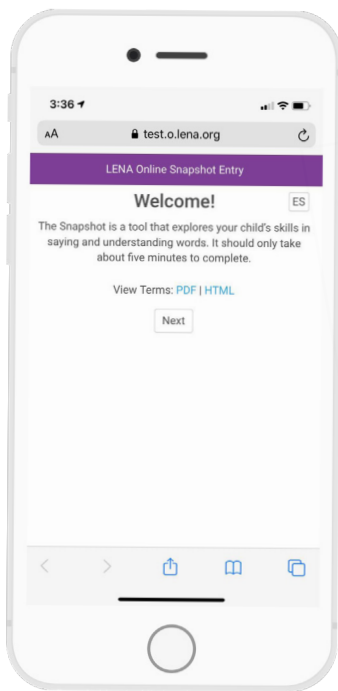 3:36
AA test.o.lena.org
LENA Online Snapshot Entry
Welcome!
ES
The Snapshot is a tool that explores your child's skills in
saying and understanding words. It should only take
about five minutes to complete.
View Terms: PDF | HTML
Next